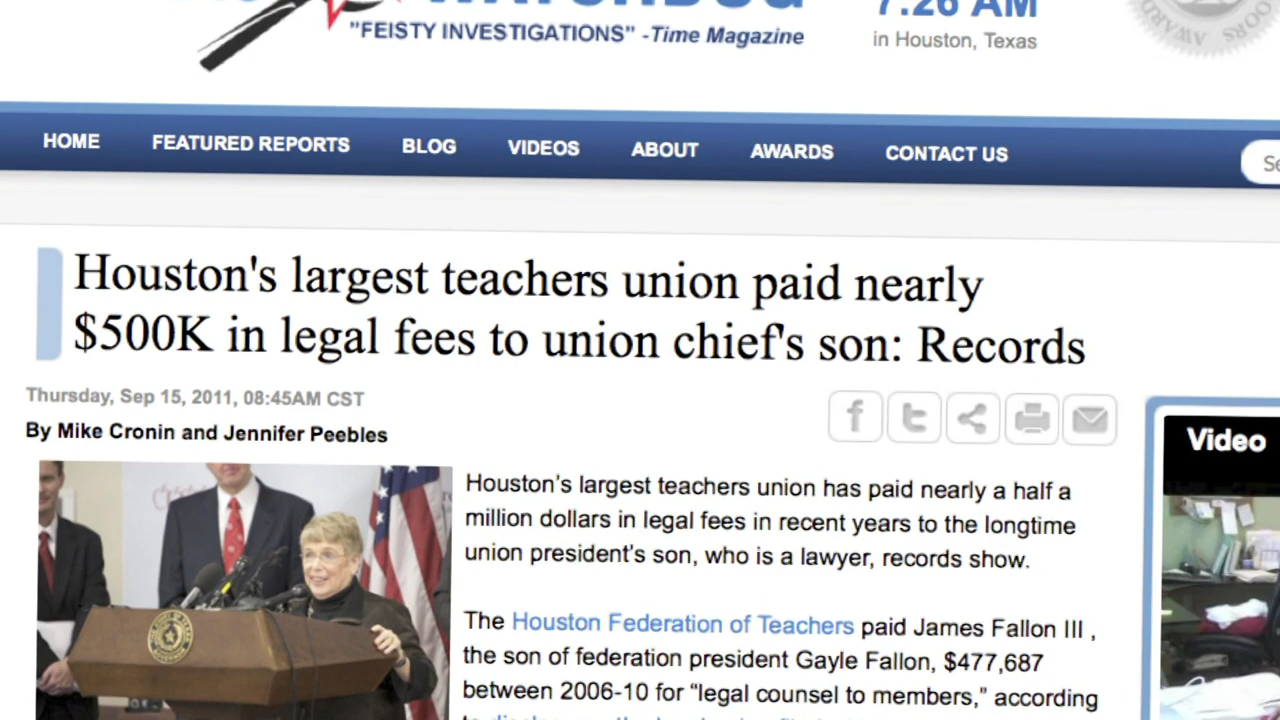 WATCHDOG
"FEISTY INVESTIGATIONS" -Time Magazine
7:26 AM
in Houston, Texas
HOME FEATURED REPORTS BLOG VIDEOS ABOUT AWARDS CONTACT US
Houston's largest teachers union paid nearly
$500K in legal fees to union chief's son: Records
Thursday, Sep 15, 2011, 08:45AM CST
By Mike Cronin and Jennifer Peebles
Video
Houston's largest teachers union has paid nearly a half a
million dollars in legal fees in recent years to the longtime
union president's son, who is a lawyer, records show.
The Houston Federation of Teachers paid James Fallon III ,
the son of federation president Gayle Fallon, $477,687
between 2006-10 for “legal counsel to members,” according